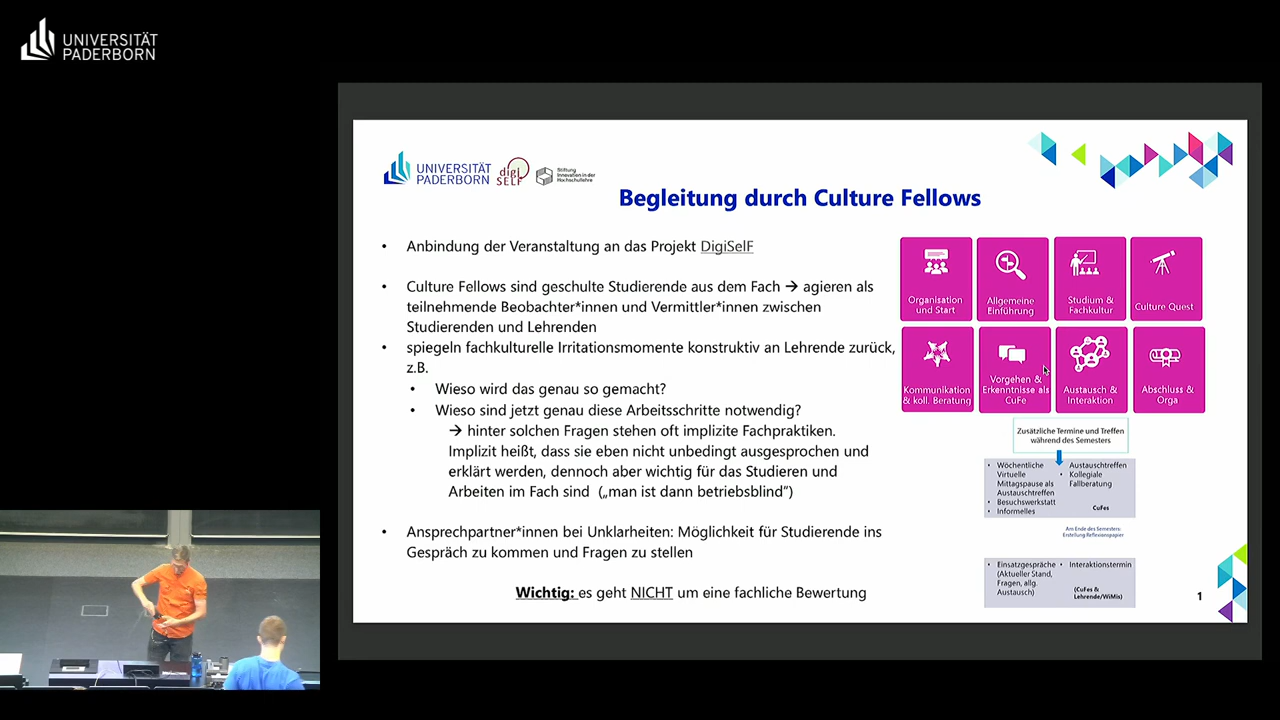 UNIVERSITÄT
PADERBORN
UNIVERSITÄT
PADERBORN
digi
SELF
Stiftung
Innovation in der
Hochschullehre
Begleitung durch Culture Fellows
• Anbindung der Veranstaltung an das Projekt DigiSelF
• Culture Fellows sind geschulte Studierende aus dem Fach → agieren als
teilnehmende Beobachter*innen und Vermittler*innen zwischen
Studierenden und Lehrenden
• spiegeln fachkulturelle Irritationsmomente konstruktiv an Lehrende zurück,
z.B.
• Wieso wird das genau so gemacht?
• Wieso sind jetzt genau diese Arbeitsschritte notwendig?
→ hinter solchen Fragen stehen oft implizite Fachpraktiken.
Implizit heißt, dass sie eben nicht unbedingt ausgesprochen und
erklärt werden, dennoch aber wichtig für das Studieren und
Arbeiten im Fach sind („man ist dann betriebsblind”)
• Ansprechpartner*innen bei Unklarheiten: Möglichkeit für Studierende ins
Gespräch zu kommen und Fragen zu stellen
Wichtig: es geht NICHT um eine fachliche Bewertung
Organisation
und Start
Allgemeine
Einführung
Studium &
Fachkultur
Culture Quest
Kommunikation
& koll. Beratung
Vorgehen &
Erkenntnisse als
CuFe
Austausch &
Interaktion
Abschluss &
Orga
Zusätzliche Termine und Treffen
während des Semesters
• Wöchentliche
Virtuelle
Mittagspause als
Austauschtreffen
• Besuchswerkstatt
• Informelles
Austauschtreffen
• Kollegiale
Fallberatung
CuFes
Am Ende des Semesters:
Erstellung Reflexionspapier
• Einsatzgespräche
(Aktueller Stand,
Fragen, allg.
Austausch)
• Interaktionstermin
(CuFes &
Lehrende/WiMis)
1